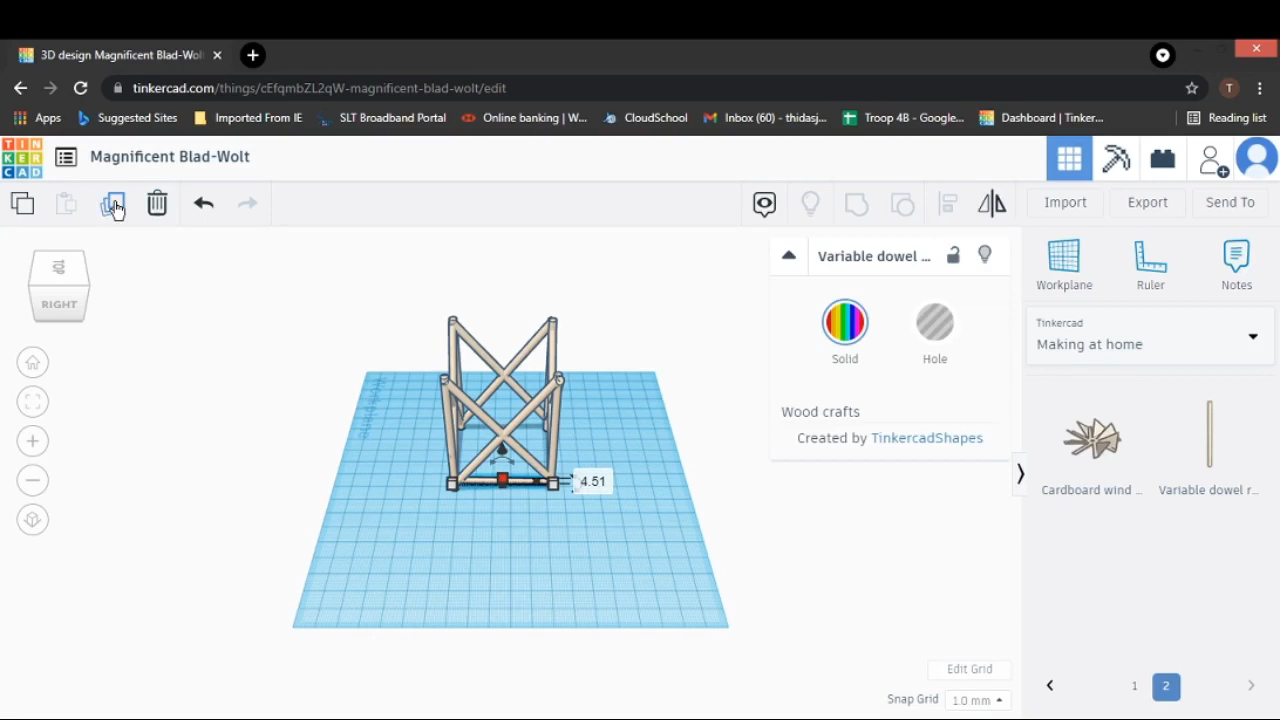 3D design Magnificent Blad-Wol
tinkercad.com/things/cEfqmbZL2qW-magnificent-blad-wolt/edit
T
Apps
Suggested Sites
Imported From IE
SLT Broadband Portal
Online banking | W...
CloudSchool
Inbox (60) - thidasj...
Troop 4B - Google...
Dashboard | Tinker...
Reading list
TIN
KER
CAD
Magnificent Blad-Wolt
Import
Export
Send To
RIGHT
Variable dowel ...
Solid
Hole
Wood crafts
Created by TinkercadShapes
Workplane
Ruler
Notes
Tinkercad
Making at home
Cardboard wind ...
Variable dowel r...
4.51
Edit Grid
Snap Grid
1.0 mm
1
2